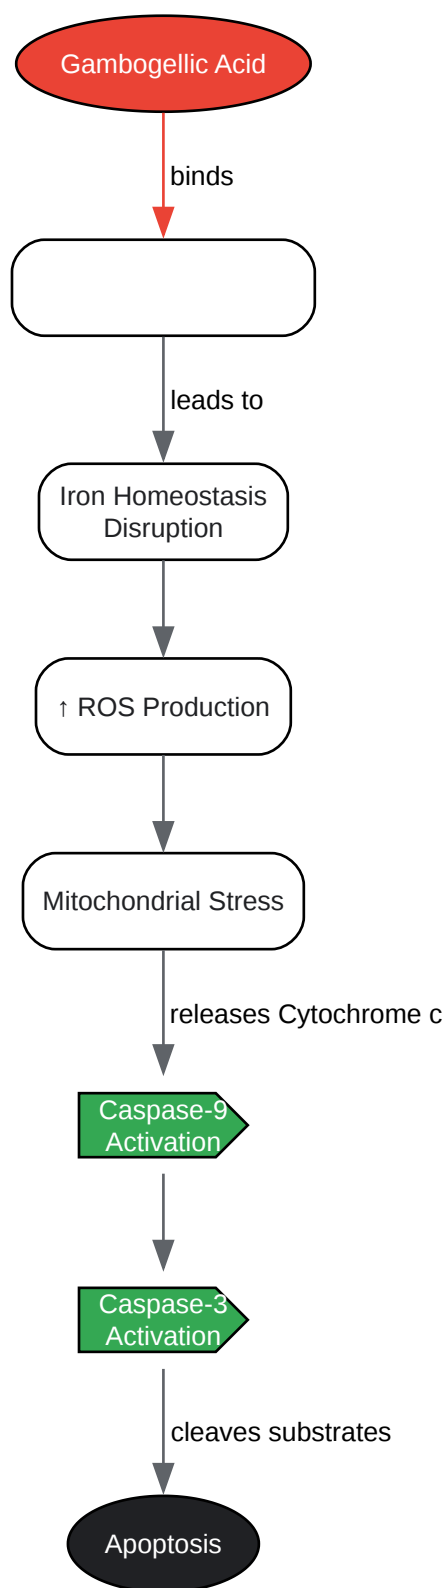 Gambogellic Acid
binds
leads to
Iron Homeostasis
Disruption
↑ ROS Production
Mitochondrial Stress
releases Cytochrome c
Caspase-9
Activation
Caspase-3
Activation
cleaves substrates
Apoptosis